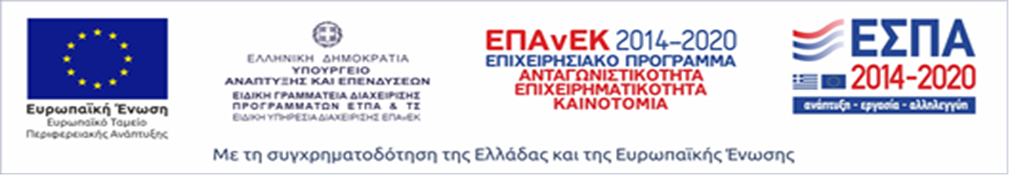 Ευρωπαϊκή Ένωση
Ευρωπαϊκό Ταμείο
Περιφερειακής Ανάπτυξης
ΕΛΛΗΝΙΚΗ ΔΗΜΟΚΡΑΤΙΑ
ΥΠΟΥΡΓΕΙΟ
ΑΝΑΠΤΥΞΗΣ ΚΑΙ ΕΠΕΝΔΥΣΕΩΝ
ΕΙΔΙΚΗ ΓΡΑΜΜΑΤΕΙΑ ΔΙΑΧΕΙΡΙΣΗΣ
ΠΡΟΓΡΑΜΜΑΤΩΝ ΕΤΠΑ & ΤΣ
ΕΙΔΙΚΗ ΥΠΗΡΕΣΙΑ ΔΙΑΧΕΙΡΙΣΗΣ ΕΠΑνΕΚ
ΕΠΑνΕΚ 2014–2020
ΕΠΙΧΕΙΡΗΣΙΑΚΟ ΠΡΟΓΡΑΜΜΑ
ΑΝΤΑΓΩΝΙΣΤΙΚΟΤΗΤΑ
ΕΠΙΧΕΙΡΗΜΑΤΙΚΟΤΗΤΑ
ΚΑΙΝΟΤΟΜΙΑ
ΕΣΠΑ
2014-2020
ανάπτυξη - εργασία - αλληλεγγύη
Με τη συγχρηματοδότηση της Ελλάδας και της Ευρωπαϊκής Ένωσης